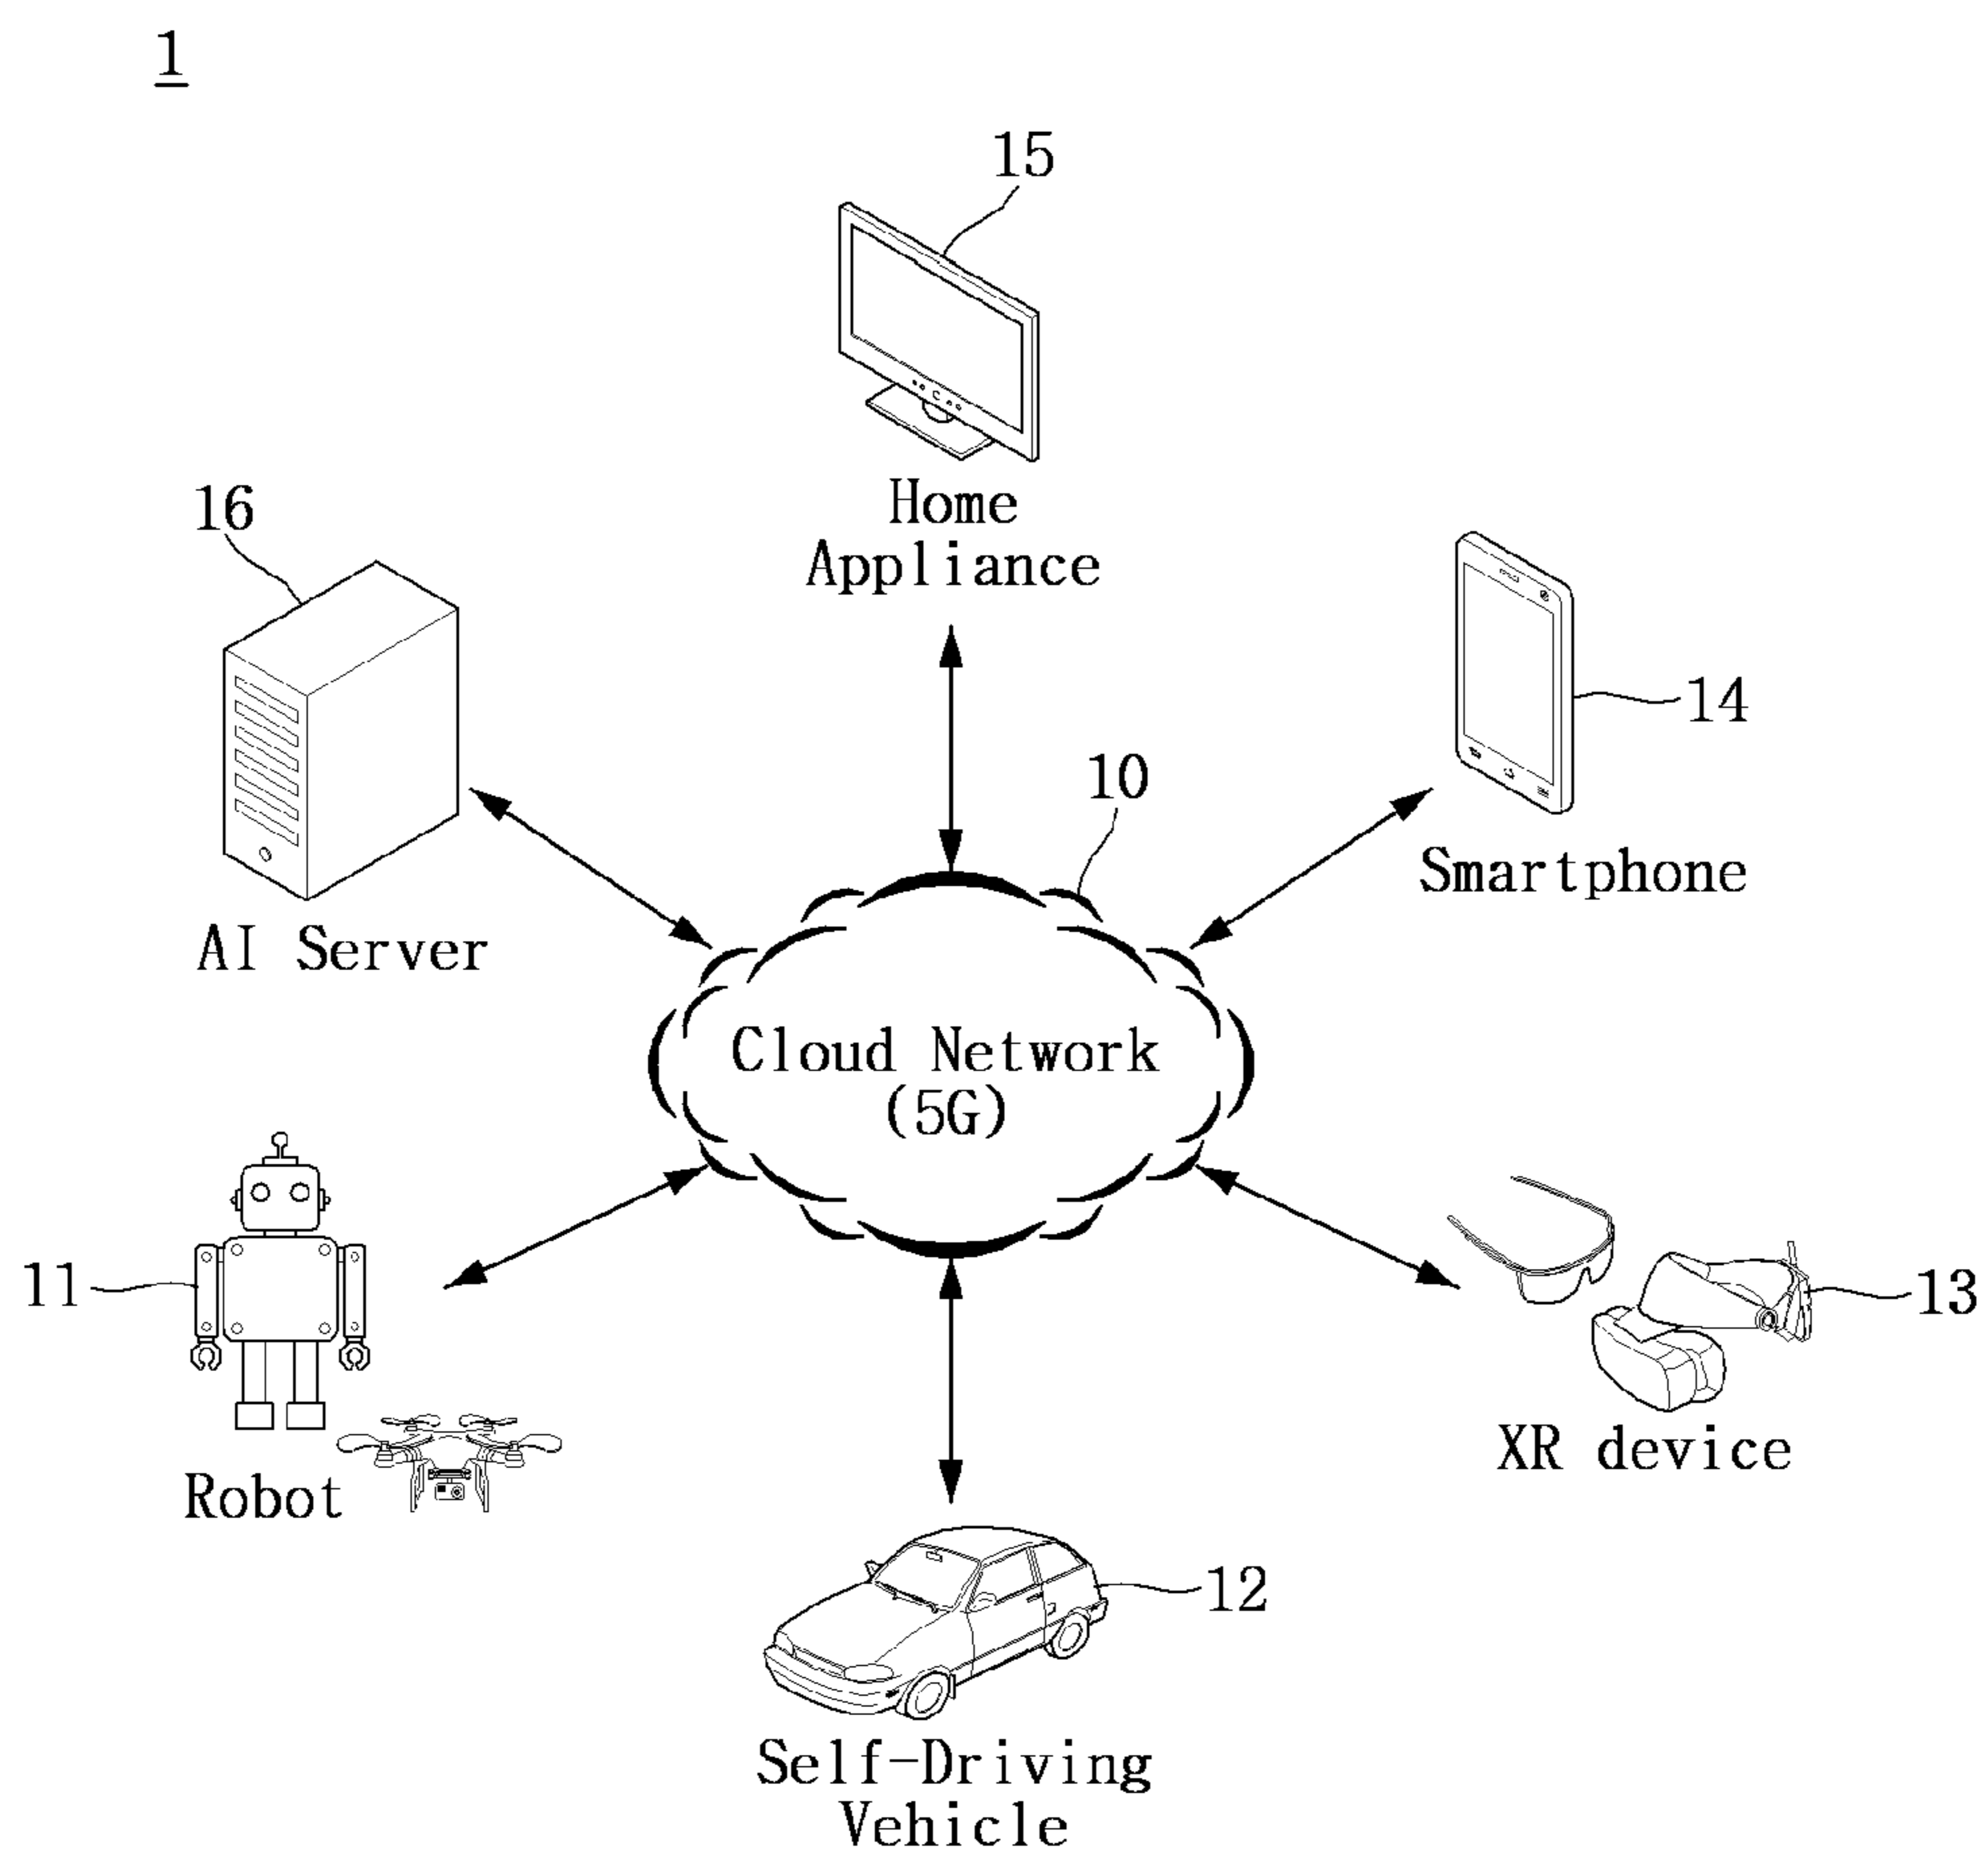 1
15
Home
Appliance
16
AI Server
14
Smartphone
10
Cloud Network
(5G)
11
Robot
13
XR device
12
Self-Driving
Vehicle